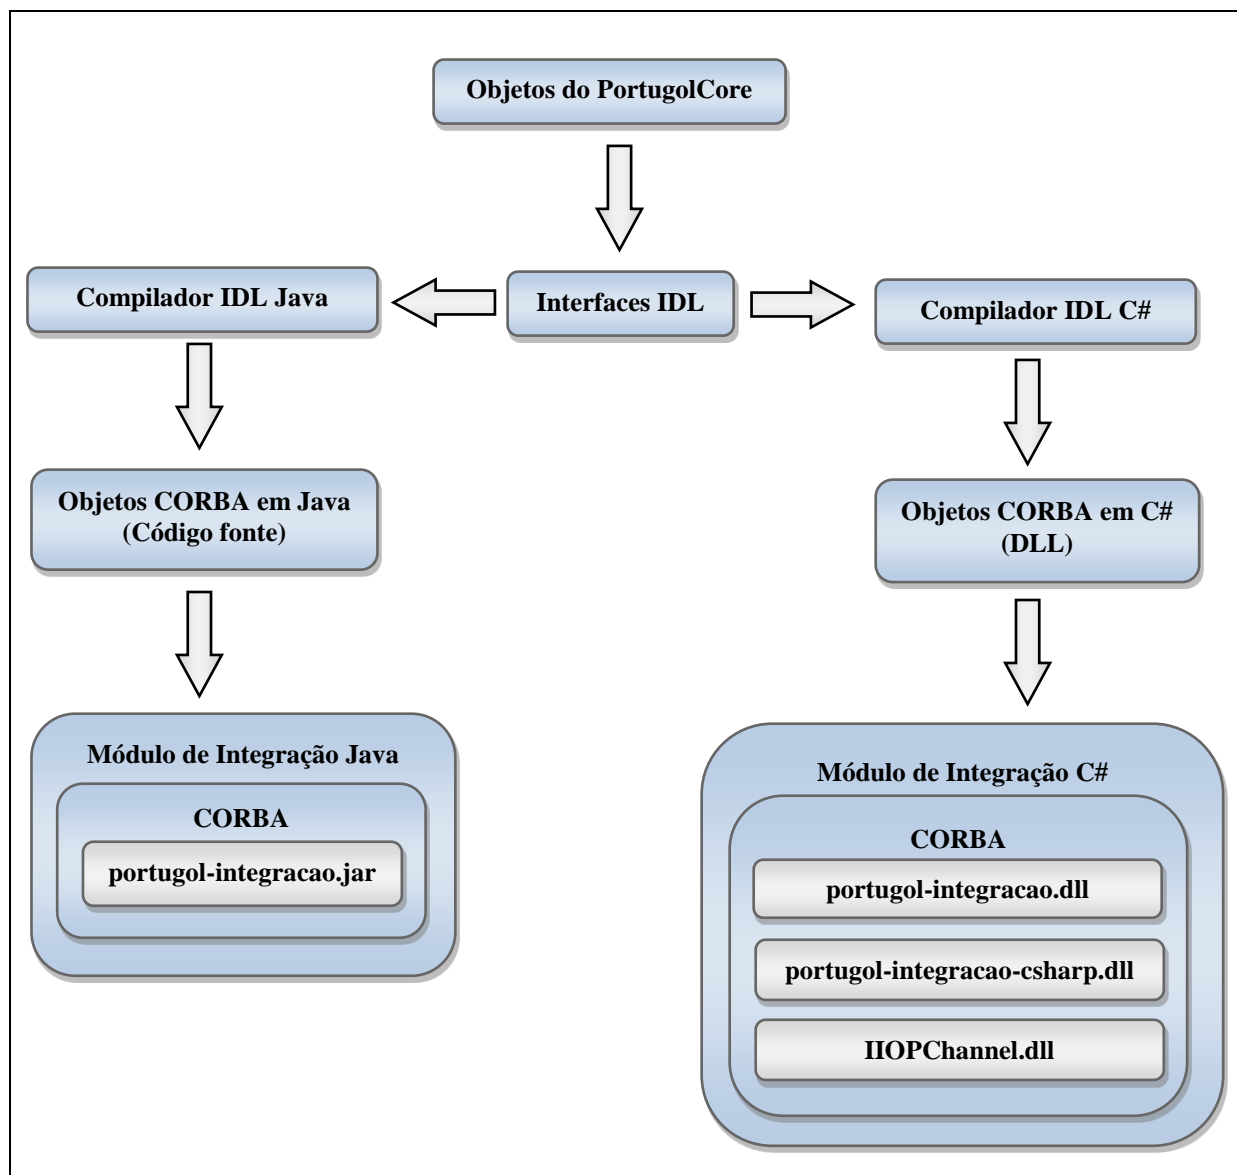 Objetos do PortugolCore
Compilador IDL Java
Interfaces IDL
Compilador IDL C#
Objetos CORBA em Java
(Código fonte)
Objetos CORBA em C#
(DLL)
Módulo de Integração Java
CORBA
portugol-integracao.jar
Módulo de Integração C#
CORBA
portugol-integracao.dll
portugol-integracao-csharp.dll
IIOPChannel.dll